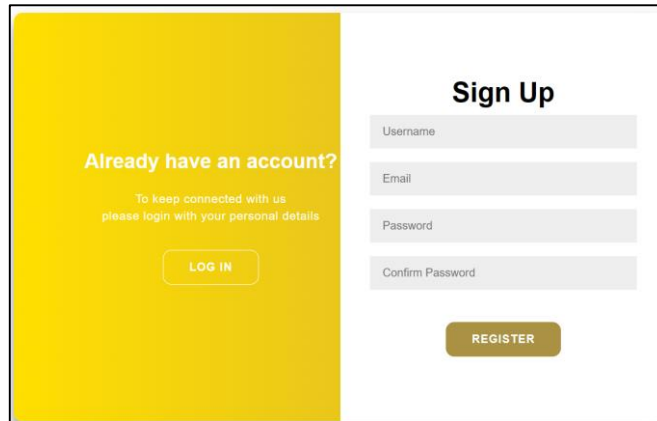 Already have an account?
To keep connected with us
please login with your personal details
LOG IN
Sign Up
Username
Email
Password
Confirm Password
REGISTER